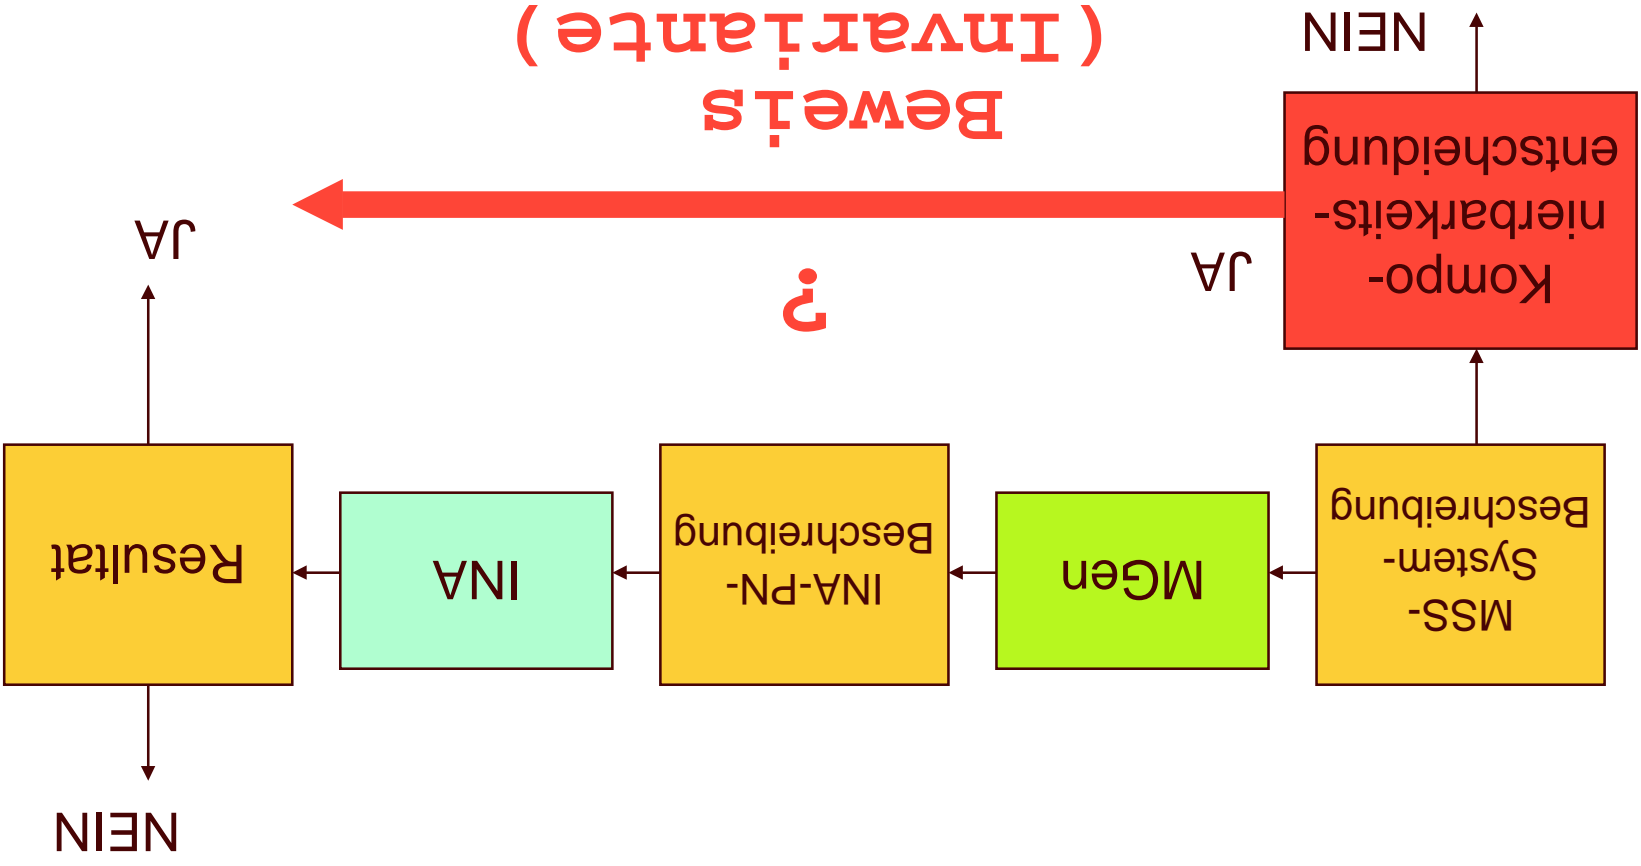 NEIN
MSS-
System-
Beschreibung
MGen
INA-PN-
Beschreibung
INA
Resultat
Kompo-
nierbarkeits-
entscheidung
JA
?
JA
Beweis
(Invariante)
NEIN